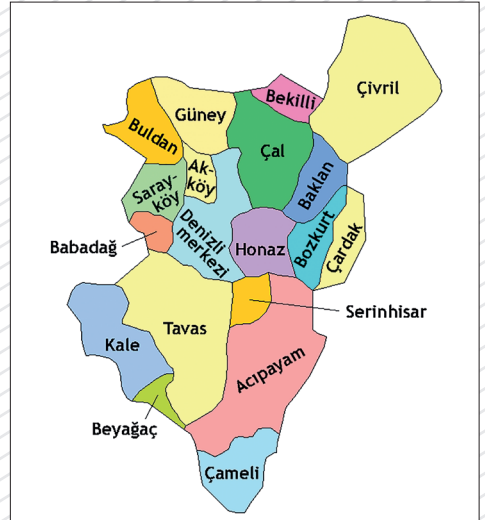 Çivril
Bekilli
Güney
Buldan
Çal
Ak-
köy
Baklan
Saray-
köy
Denizli
merkezi
Honaz
Bozkurt
Çardak
Babadağ
Serinhisar
Tavas
Kale
Acıpayam
Beyağaç
Çameli